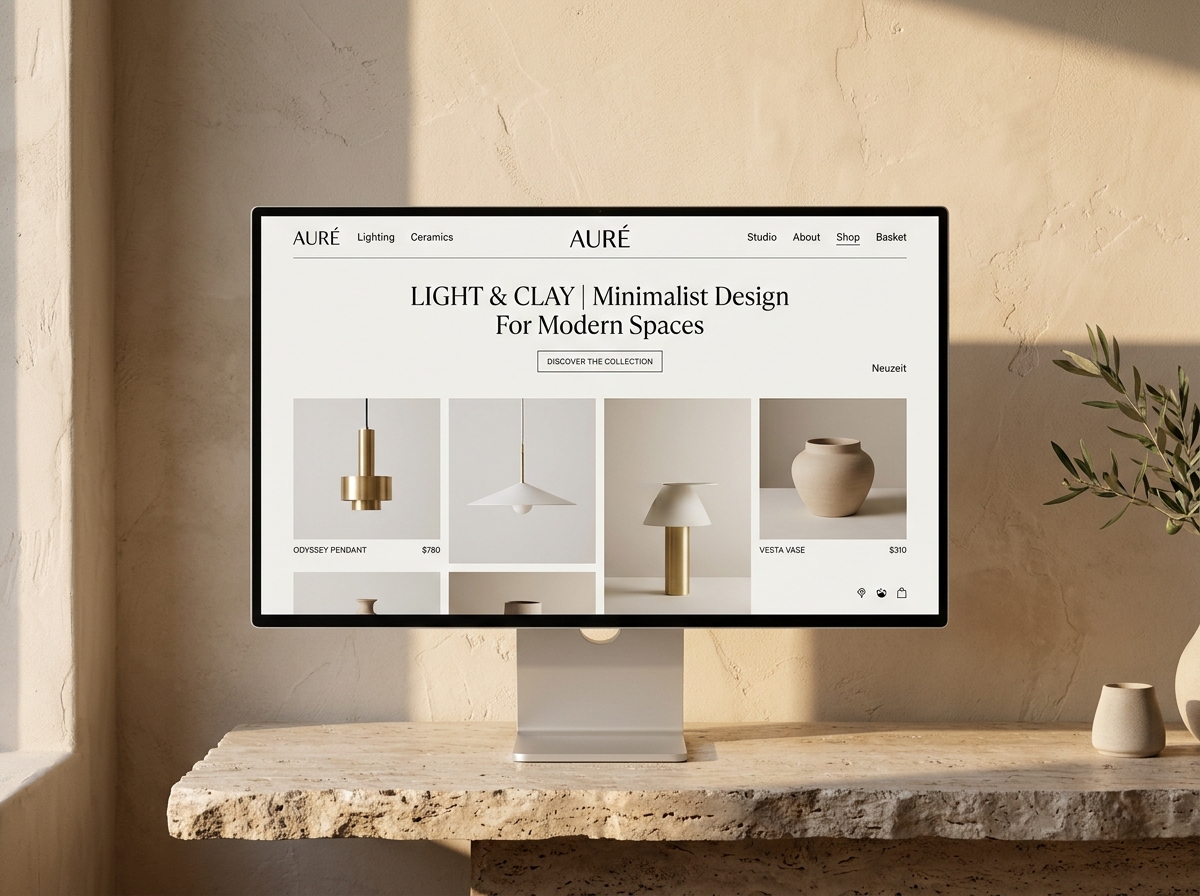 AURÉ Lighting Ceramics AURÉ Studio About Shop Basket
LIGHT & CLAY | Minimalist Design
For Modern Spaces
DISCOVER THE COLLECTION
Neuzeit
ODYSSEY PENDANT $780
VESTA VASE $310